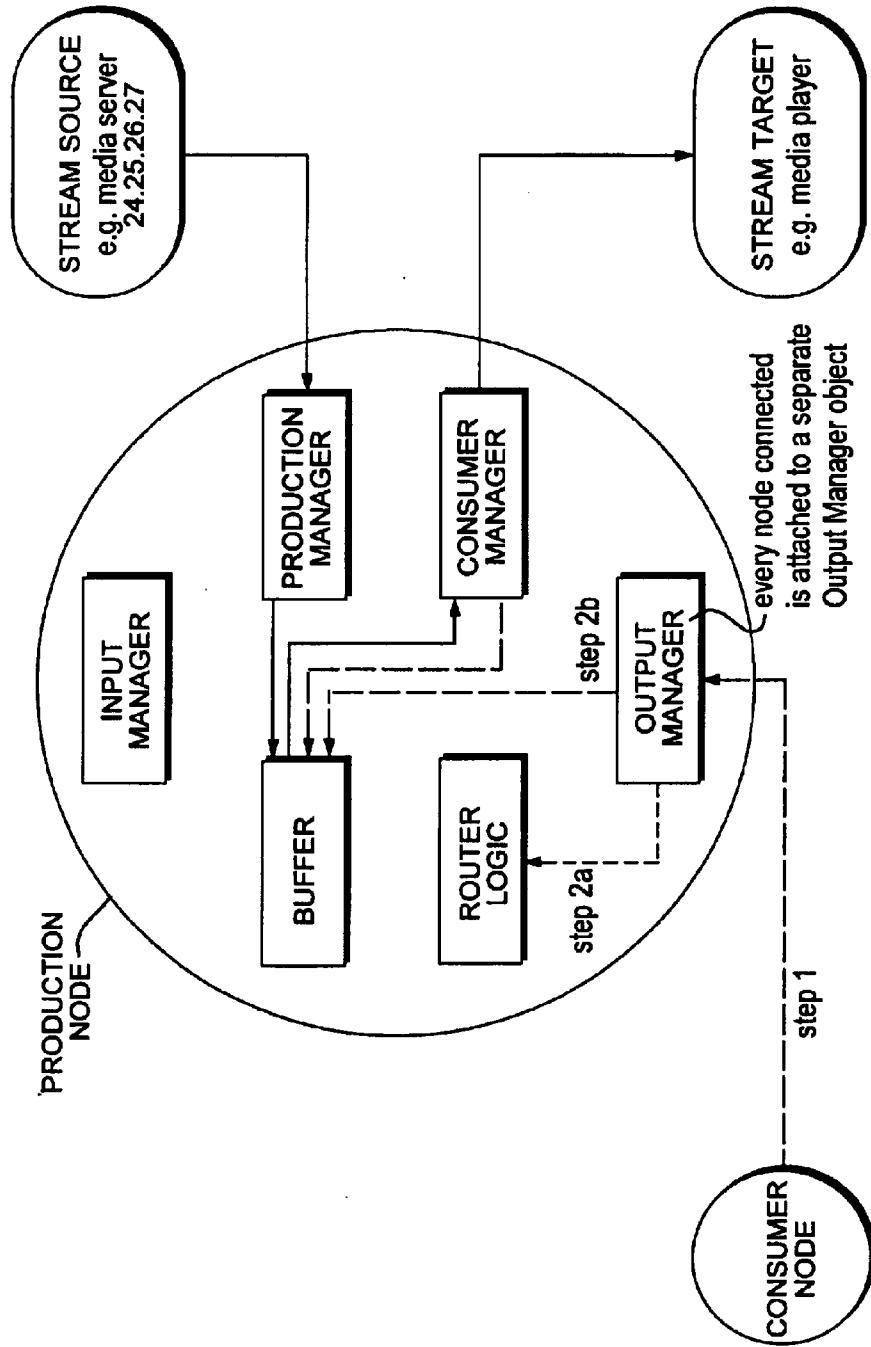 PRODUCTION
NODE
INPUT
MANAGER
STREAM SOURCE
e.g. media server
24.25.26.27
BUFFER
PRODUCTION
MANAGER
ROUTER
LOGIC
CONSUMER
MANAGER
step 2a
step 2b
OUTPUT
MANAGER
every node connected
is attached to a separate
Output Manager object
STREAM TARGET
e.g. media player
CONSUMER
NODE
step 1